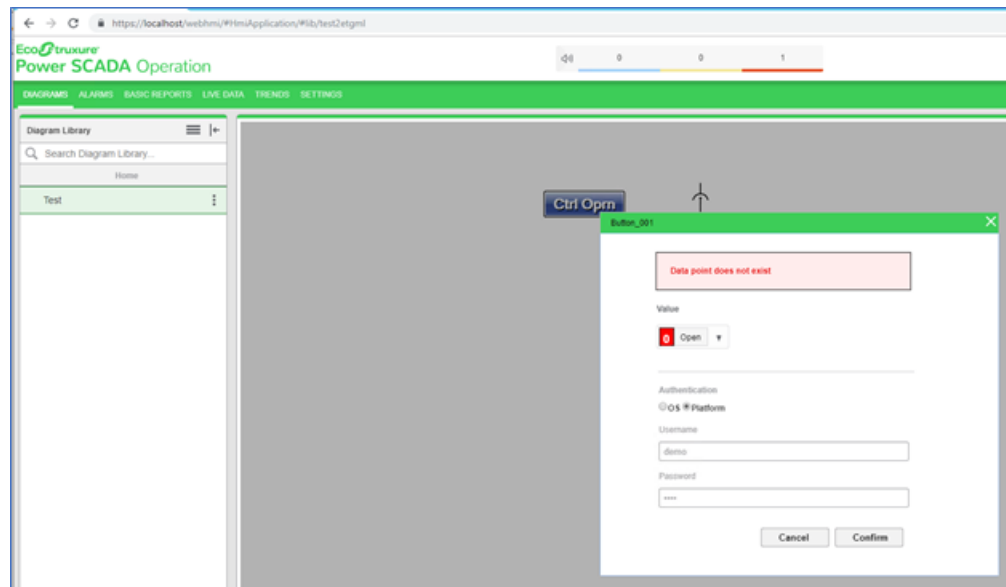 https://localhost/webhmi/#HmiApplication/#lib/test2etgml
EcoStruxure
Power SCADA Operation
0 0 1
DIAGRAMS ALARMS BASIC REPORTS LIVE DATA TRENDS SETTINGS
Diagram Library
Search Diagram Library...
Home
Test
Ctrl Oprn
Button_001
Data point does not exist
Value
0 Open
Authentication
OS Platform
Username
demo
Password
••••
Cancel Confirm